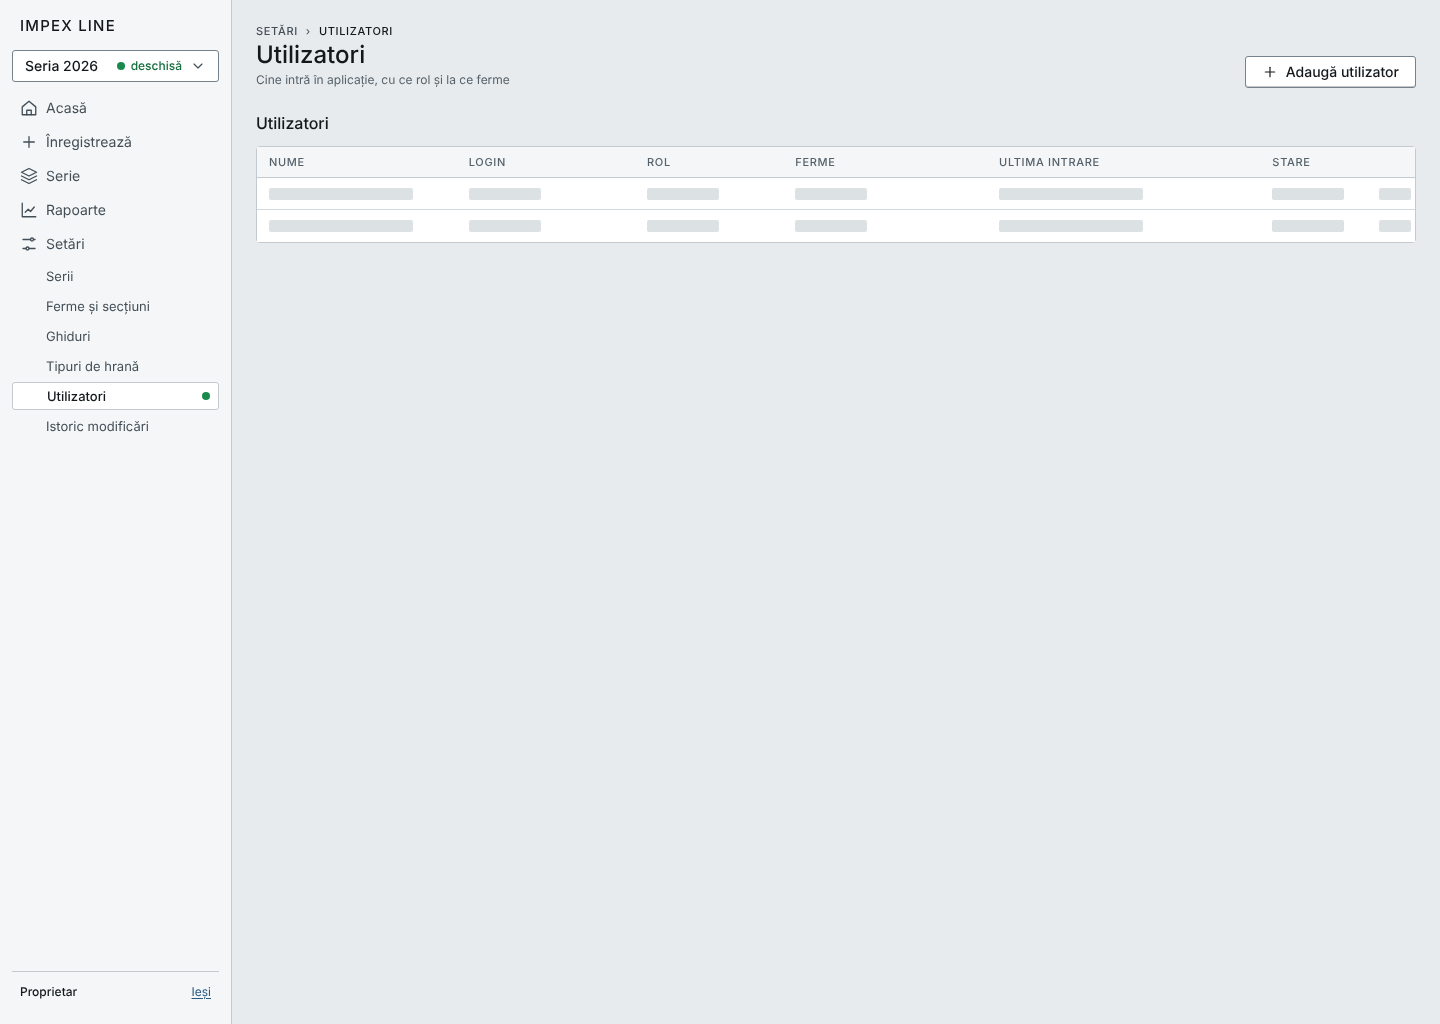 IMPEX LINE
Seria 2026 deschisă
Acasă
Înregistrează
Serie
Rapoarte
Setări
Serii
Ferme și secțiuni
Ghiduri
Tipuri de hrană
Utilizatori
Istoric modificări
Proprietar Ieși
SETĂRI › UTILIZATORI
Utilizatori
Cine intră în aplicație, cu ce rol și la ce ferme
Adaugă utilizator
Utilizatori
NUME LOGIN ROL FERME ULTIMA INTRARE STARE